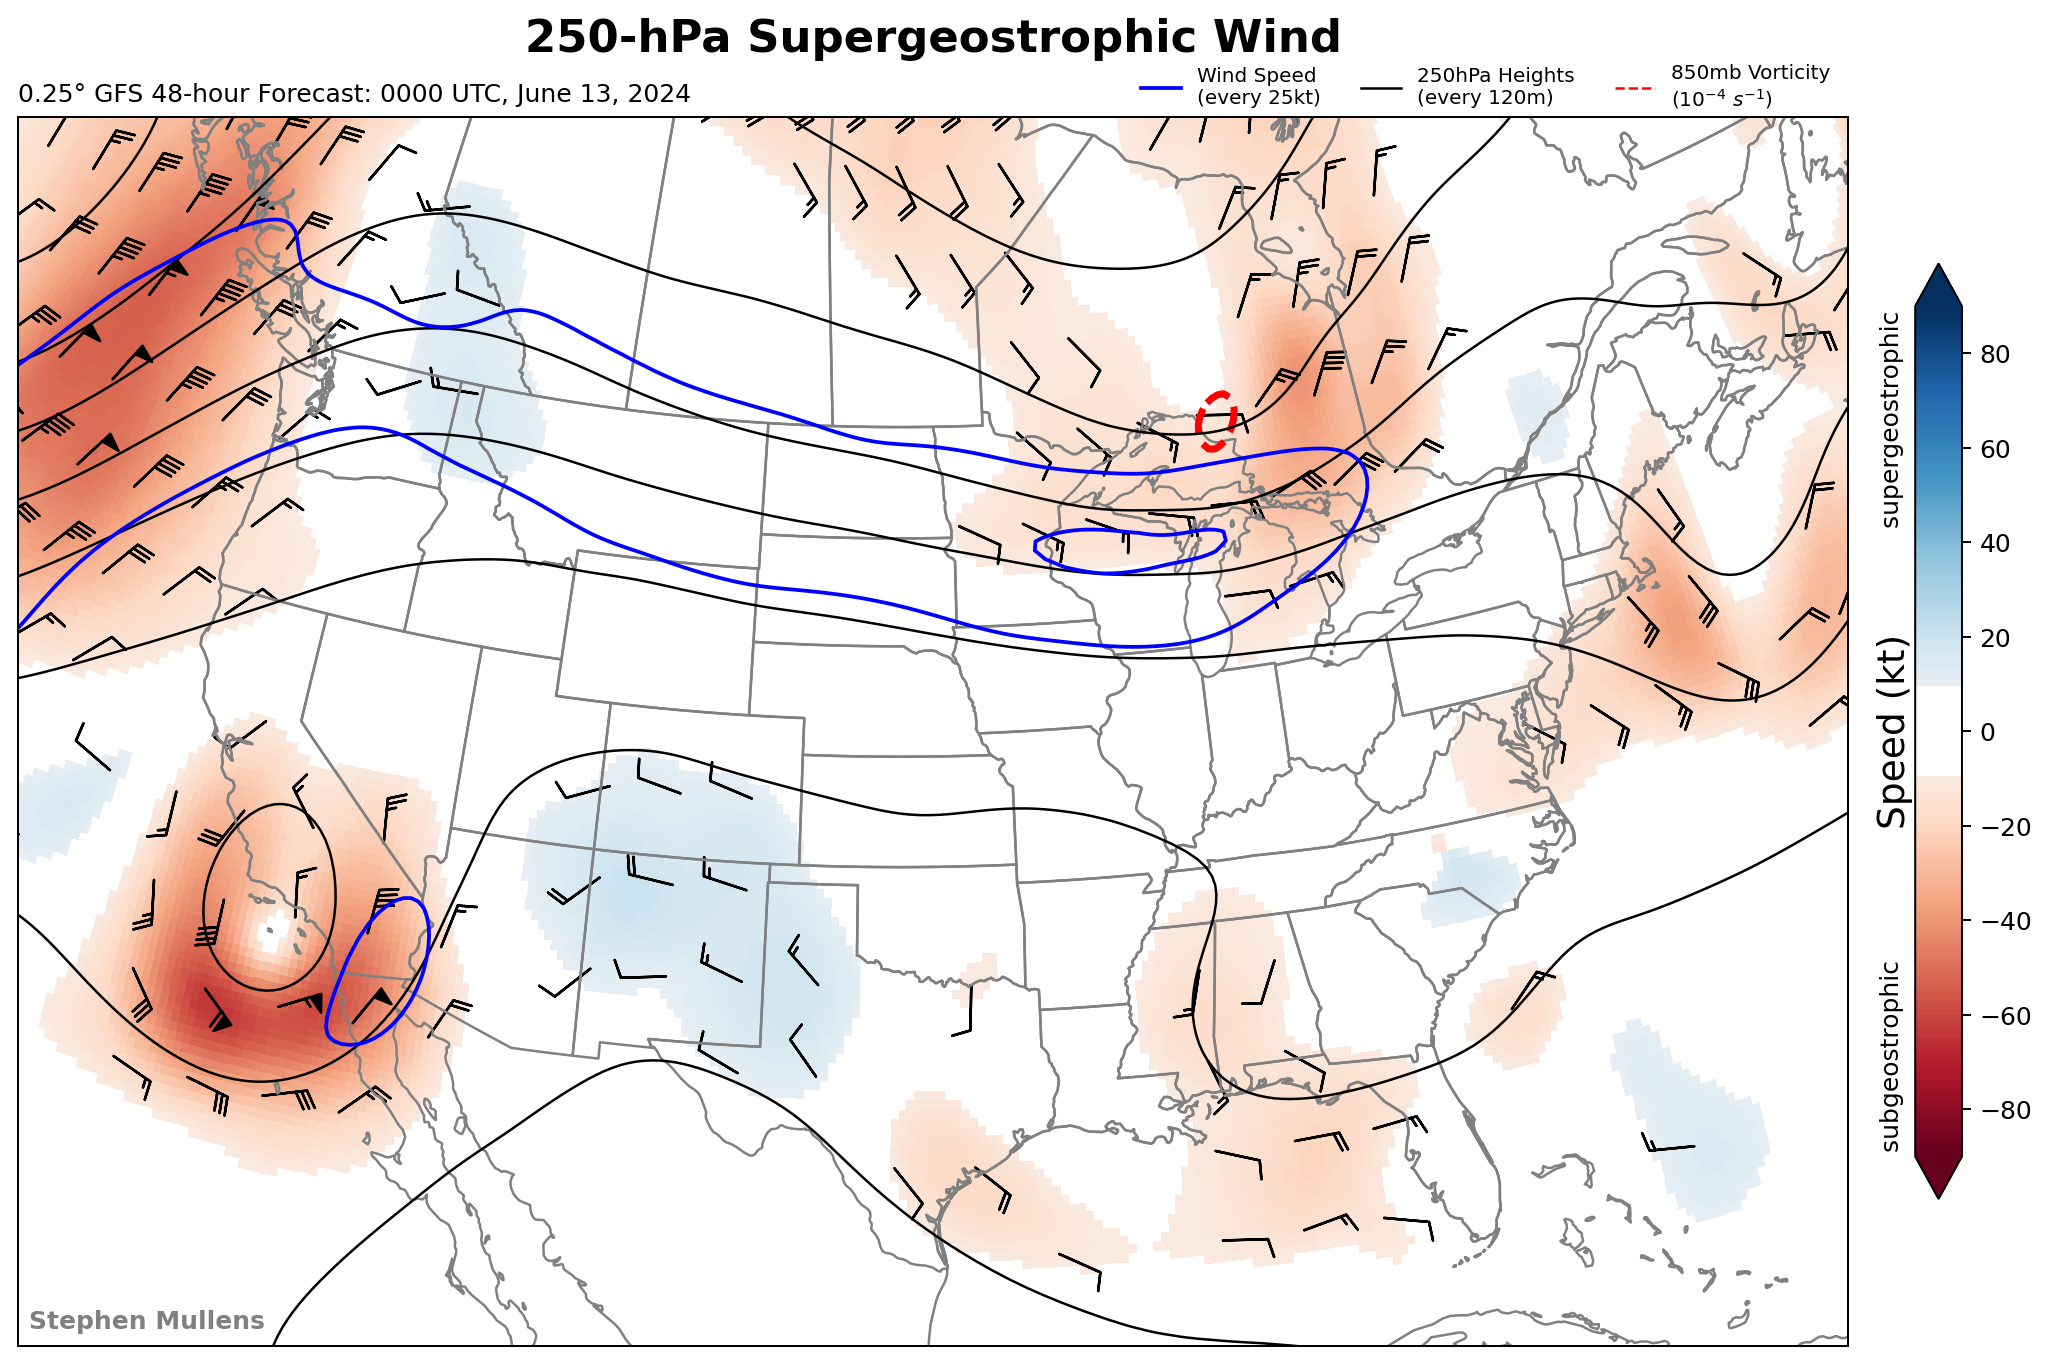 250-hPa Supergeostrophic Wind
0.25° GFS 48-hour Forecast: 0000 UTC, June 13, 2024
Wind Speed
(every 25kt)
250hPa Heights
(every 120m)
850mb Vorticity
(10⁻⁴ s⁻¹)
supergeostrophic
Speed (kt)
subgeostrophic
80
60
40
20
0
−20
−40
−60
−80
Stephen Mullens